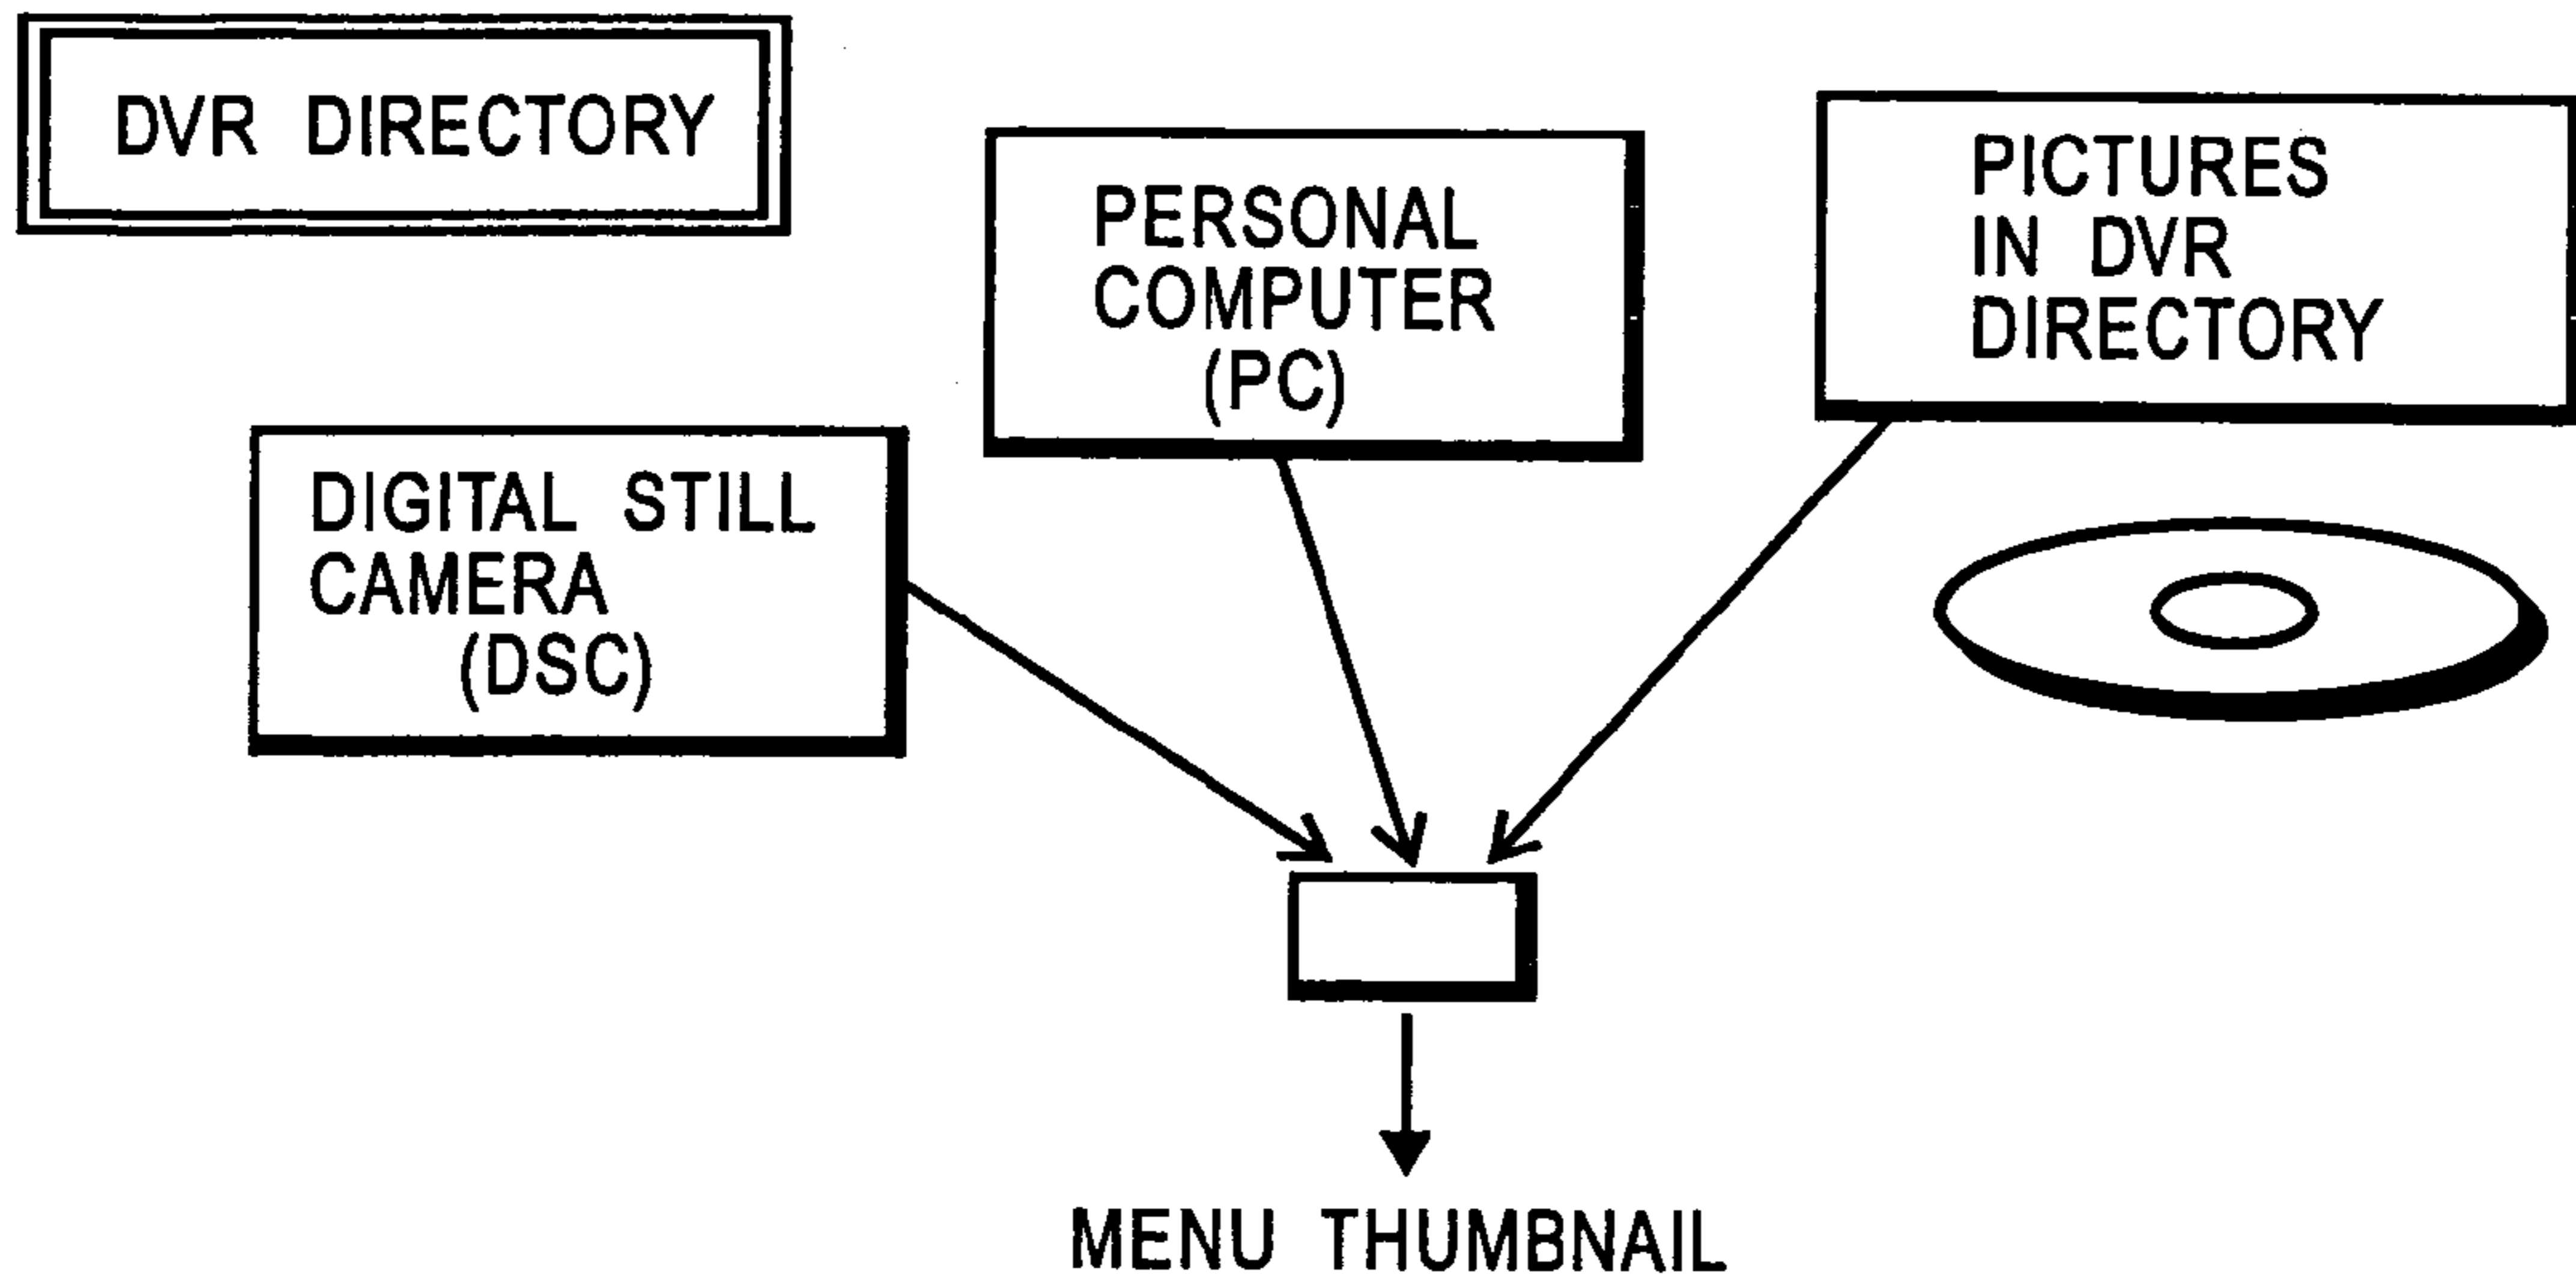 DVR DIRECTORY
PERSONAL
COMPUTER
(PC)
PICTURES
IN DVR
DIRECTORY
DIGITAL STILL
CAMERA
(DSC)
MENU THUMBNAIL